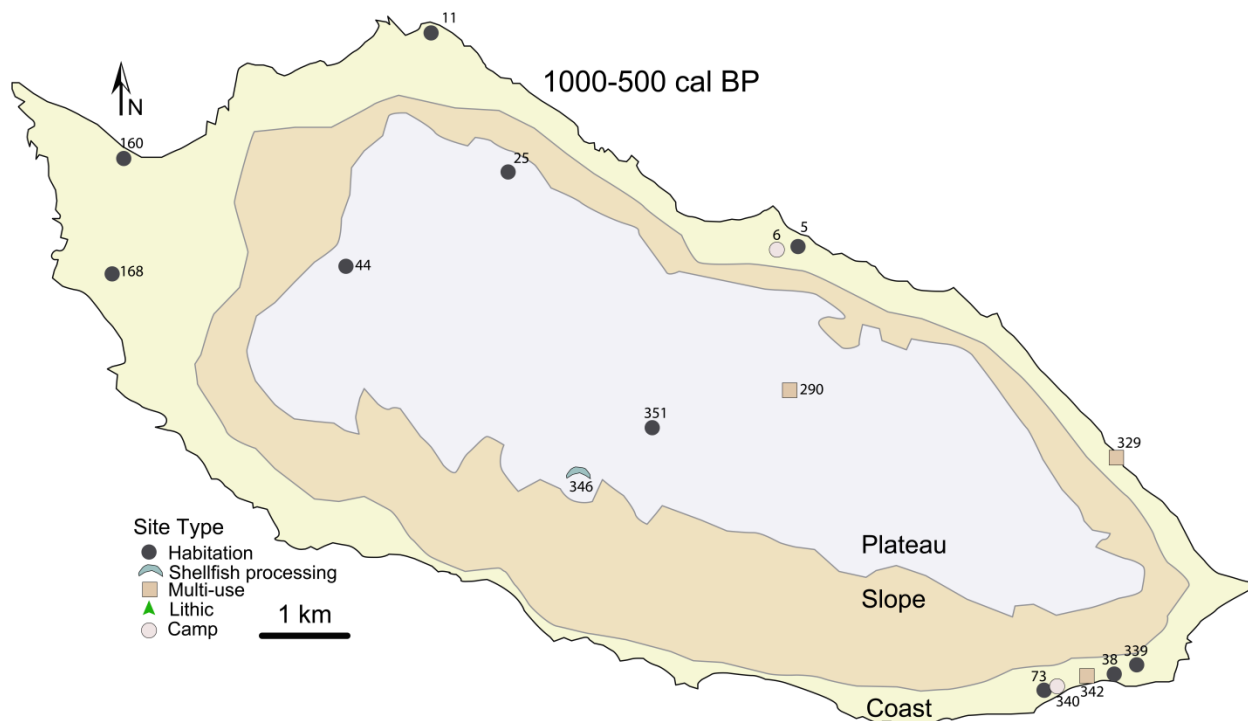 11
1000-500 cal BP
N
160
25
6
5
168
44
290
351
329
346
Site Type
Habitation
Shellfish processing
Multi-use
Lithic
Camp
1 km
Plateau
Slope
339
38
73
342
340
Coast